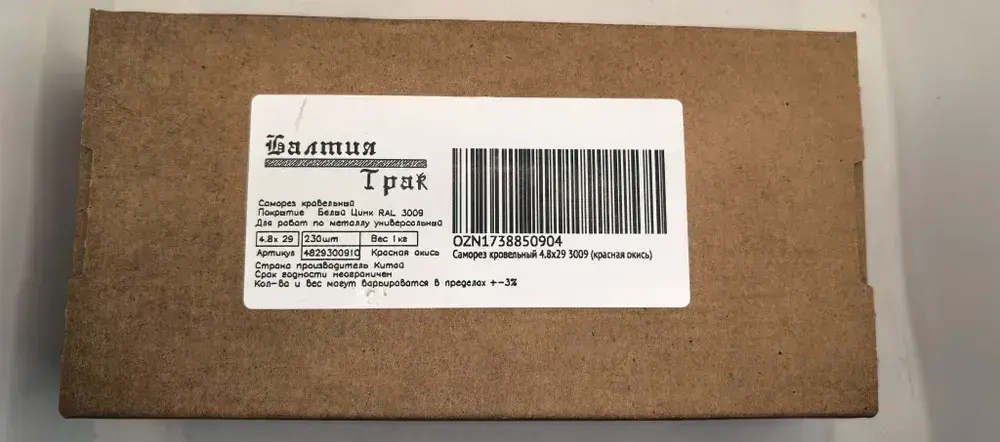 Балтия
Трак
Саморез кровельный
Покрытие Белый Цинк RAL 3009
Для работ по металлу универсальный
4.8х 29 230шт Вес 1кг
Артикул 4829300910 Красная окись
Страна производитель Китай
Срок годности неограничен
Кол-во и вес могут варьироватся в пределах +-3%
OZN1738850904
Саморез кровельный 4.8х29 3009 (красная окись)